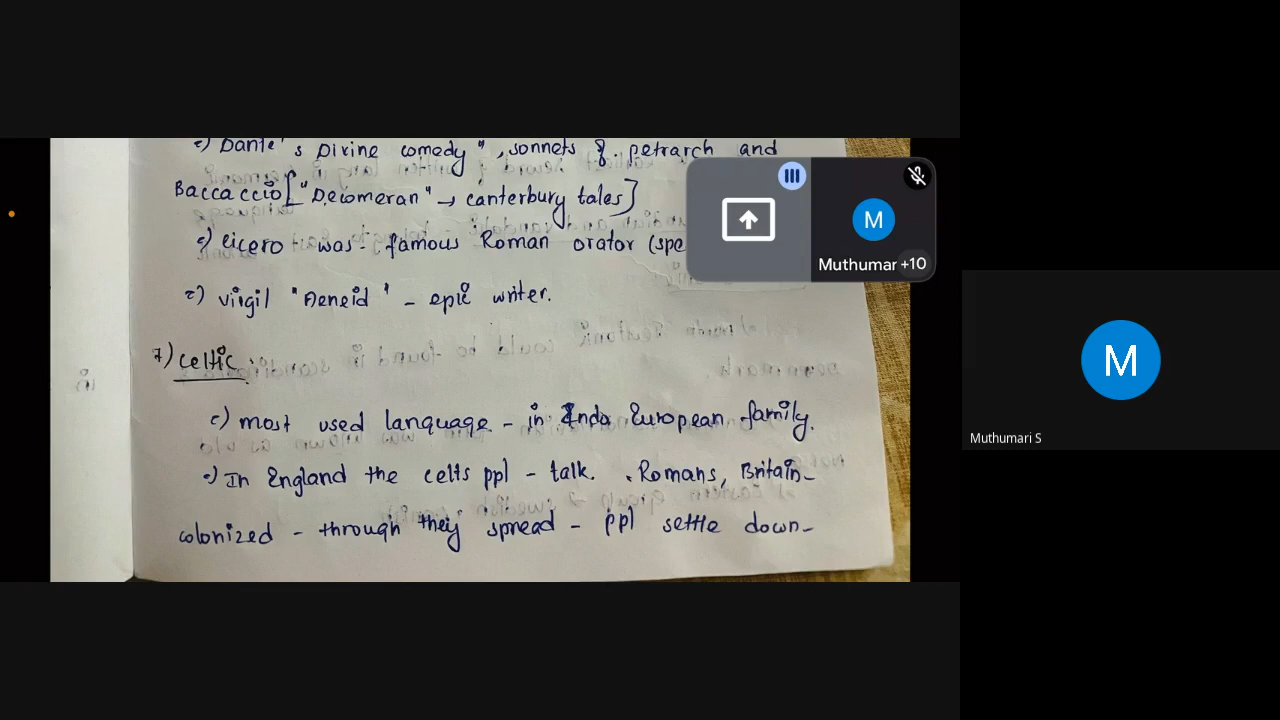 c) Dante's Divine comedy", sonnets of petrarch and
Baccaccio ["Decomeran" → canterbury tales]
c) Cicero was - famous Roman orator (spe
c) virgil "Aeneid" - epic writer.
7) celtic
c) most used language - in Indo European family.
c) In England the celts ppl - talk. Romans, Britain-
colonized - through they spread - ppl settle down-
Muthumar +10
M
M
Muthumari S